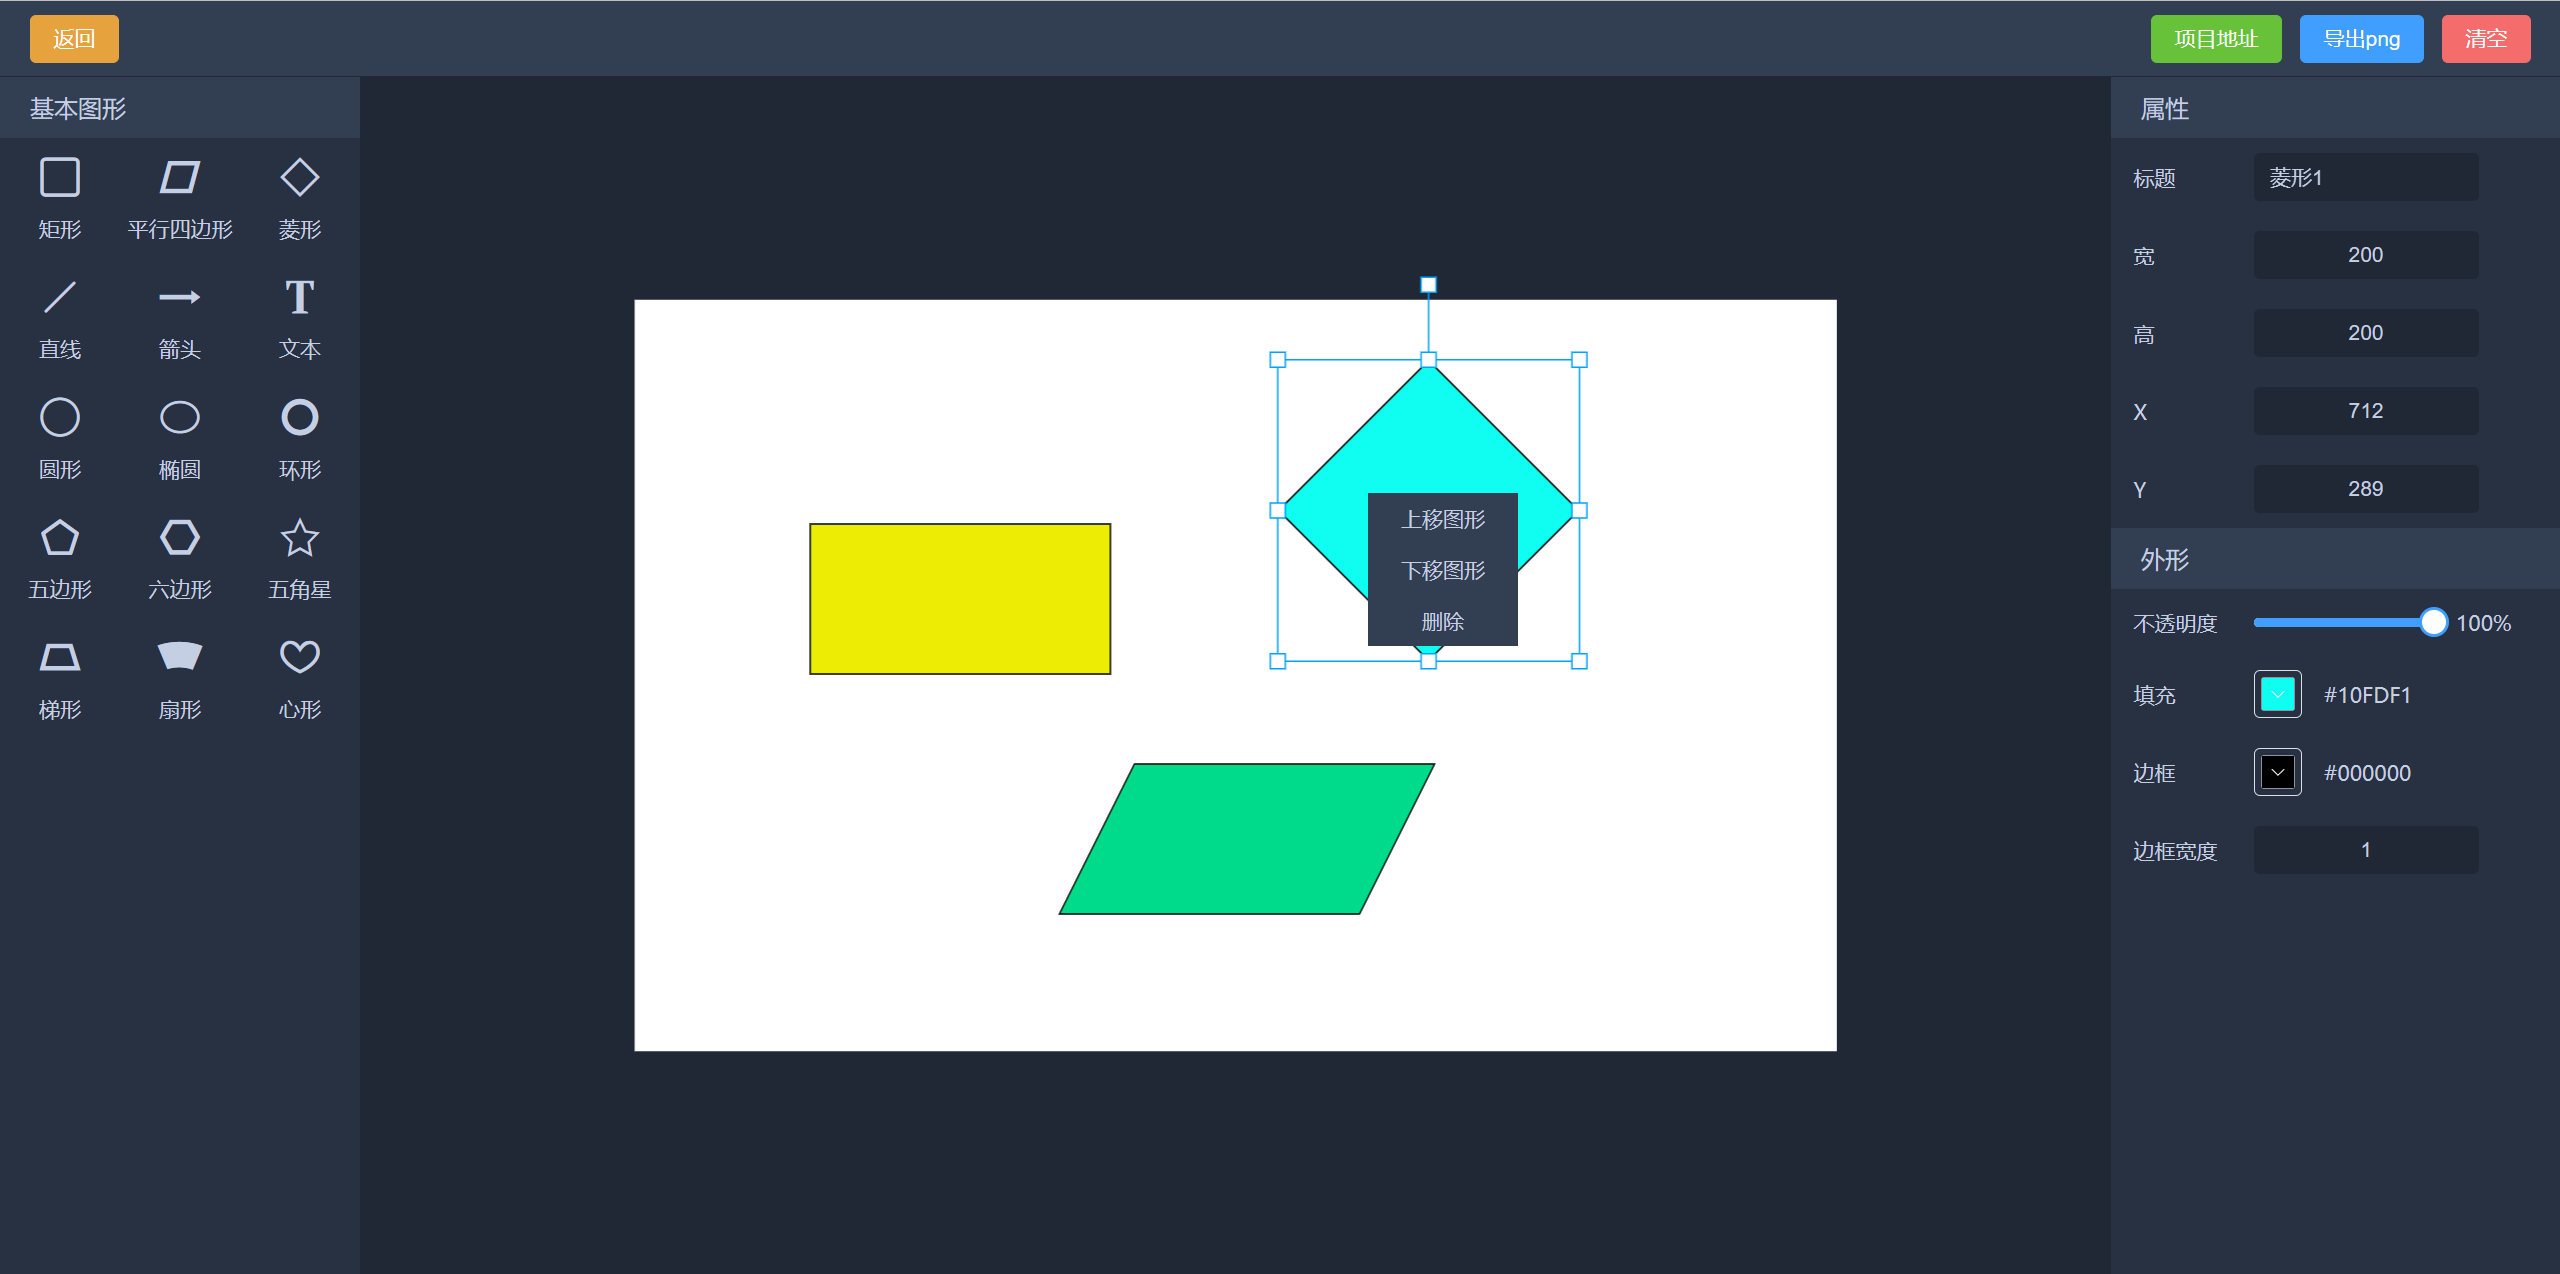 返回
项目地址
导出png
清空
基本图形
矩形
平行四边形
菱形
直线
箭头
文本
圆形
椭圆
环形
五边形
六边形
五角星
梯形
扇形
心形
上移图形
下移图形
删除
属性
标题 菱形1
宽 200
高 200
X 712
Y 289
外形
不透明度 100%
填充 #10FDF1
边框 #000000
边框宽度 1